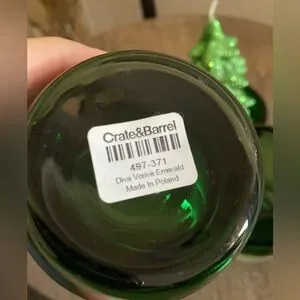 Crate&Barrel
497-371
Diva Votive Emerald
Made In Poland